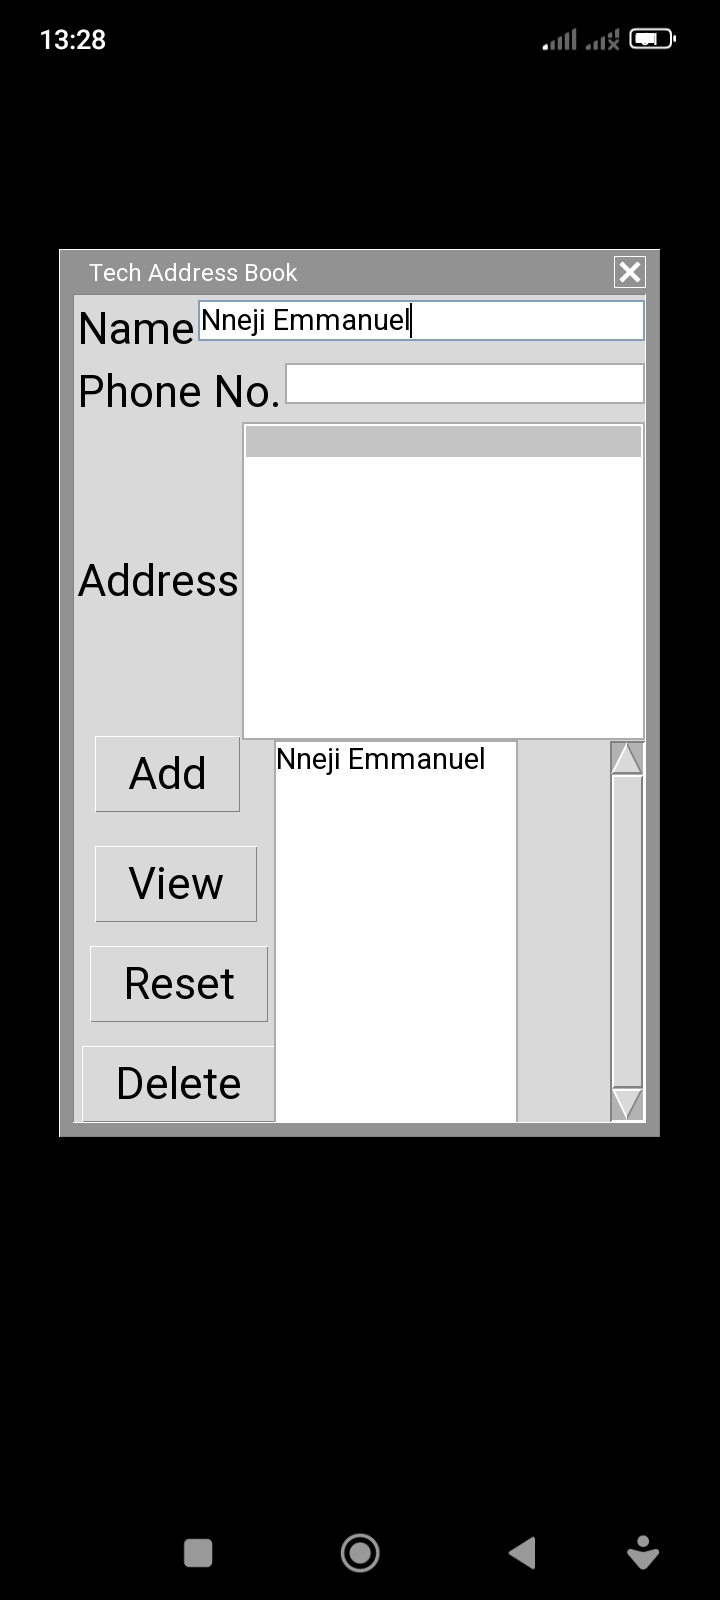 13:28
Tech Address Book
Name Nneji Emmanuel
Phone No.
Address
Add
Nneji Emmanuel
View
Reset
Delete